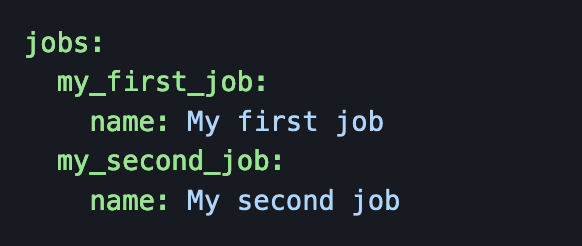 jobs:
  my_first_job:
    name: My first job
  my_second_job:
    name: My second job